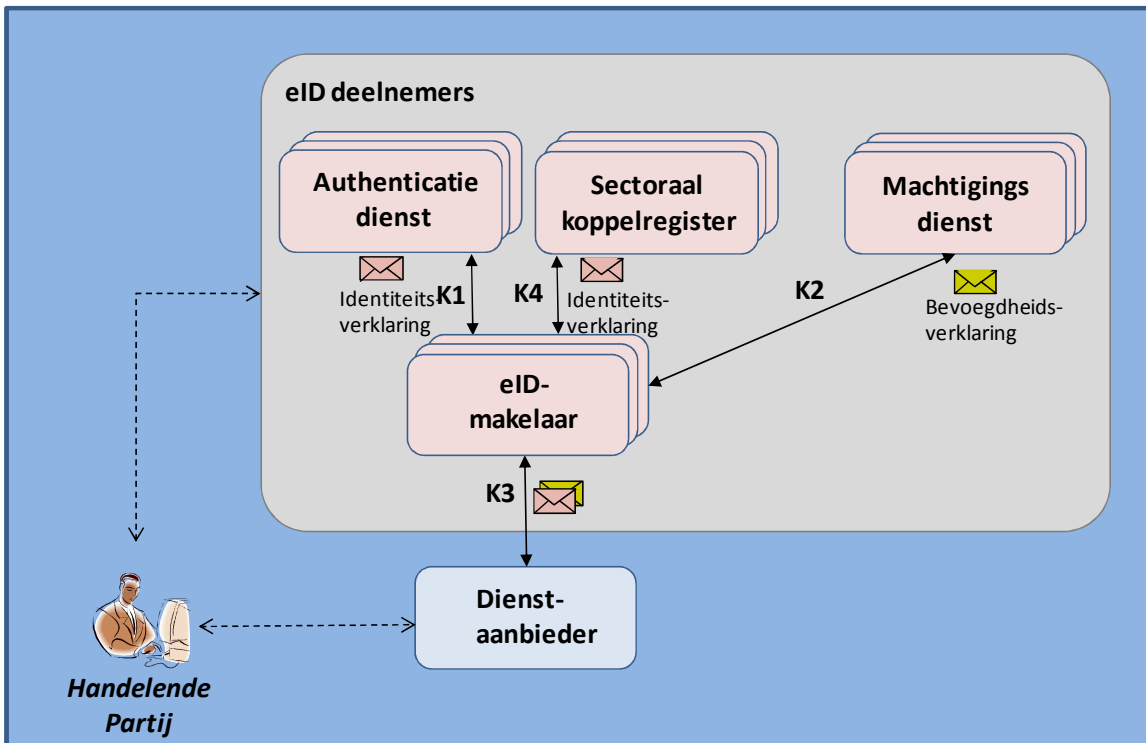 eID deelnemers
Authenticatie
dienst
Sectoraal
koppelregister
Machtigings
dienst
Identiteits-
verklaring
K1
K4
Identiteits-
verklaring
K2
Bevoegdheids-
verklaring
eID-
makelaar
K3
Dienst-
aanbieder
Handelende
Partij